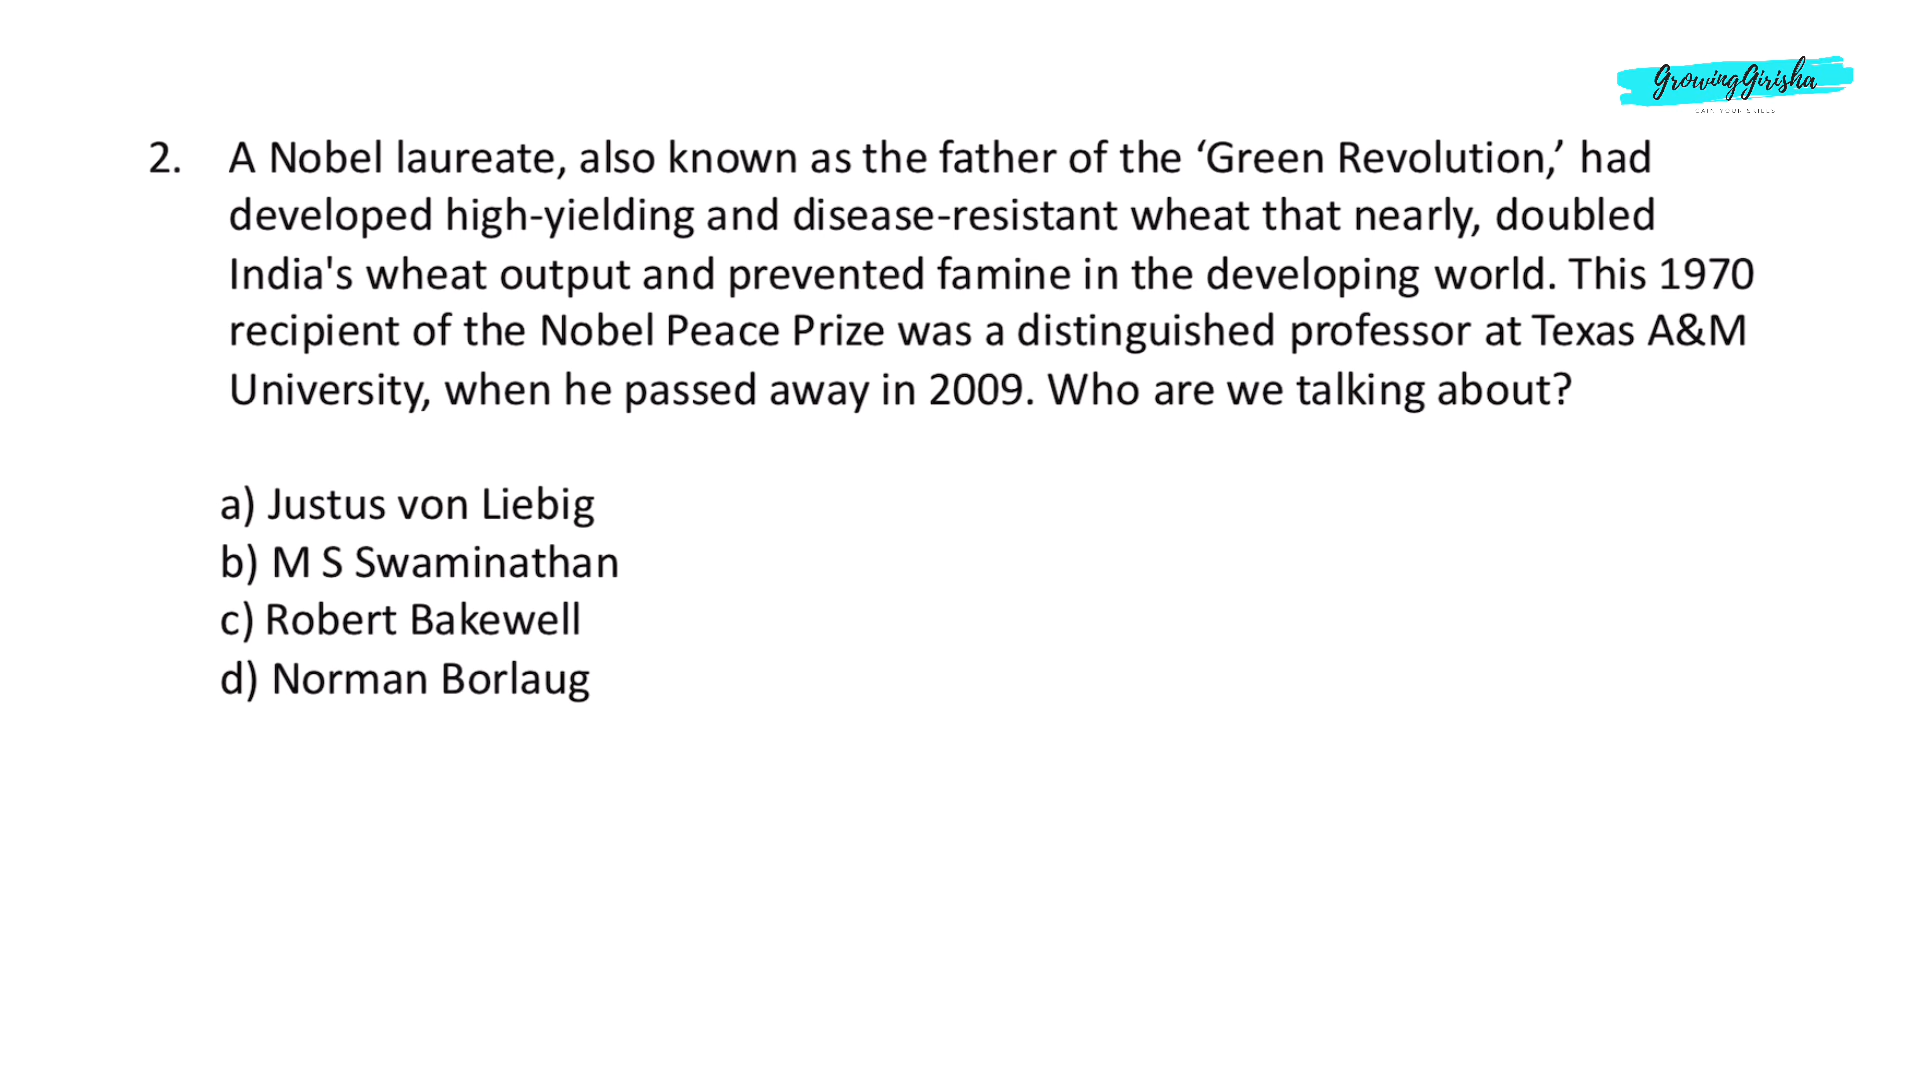 GrowingGirisha
2. A Nobel laureate, also known as the father of the ‘Green Revolution,’ had
developed high-yielding and disease-resistant wheat that nearly, doubled
India's wheat output and prevented famine in the developing world. This 1970
recipient of the Nobel Peace Prize was a distinguished professor at Texas A&M
University, when he passed away in 2009. Who are we talking about?
a) Justus von Liebig
b) M S Swaminathan
c) Robert Bakewell
d) Norman Borlaug